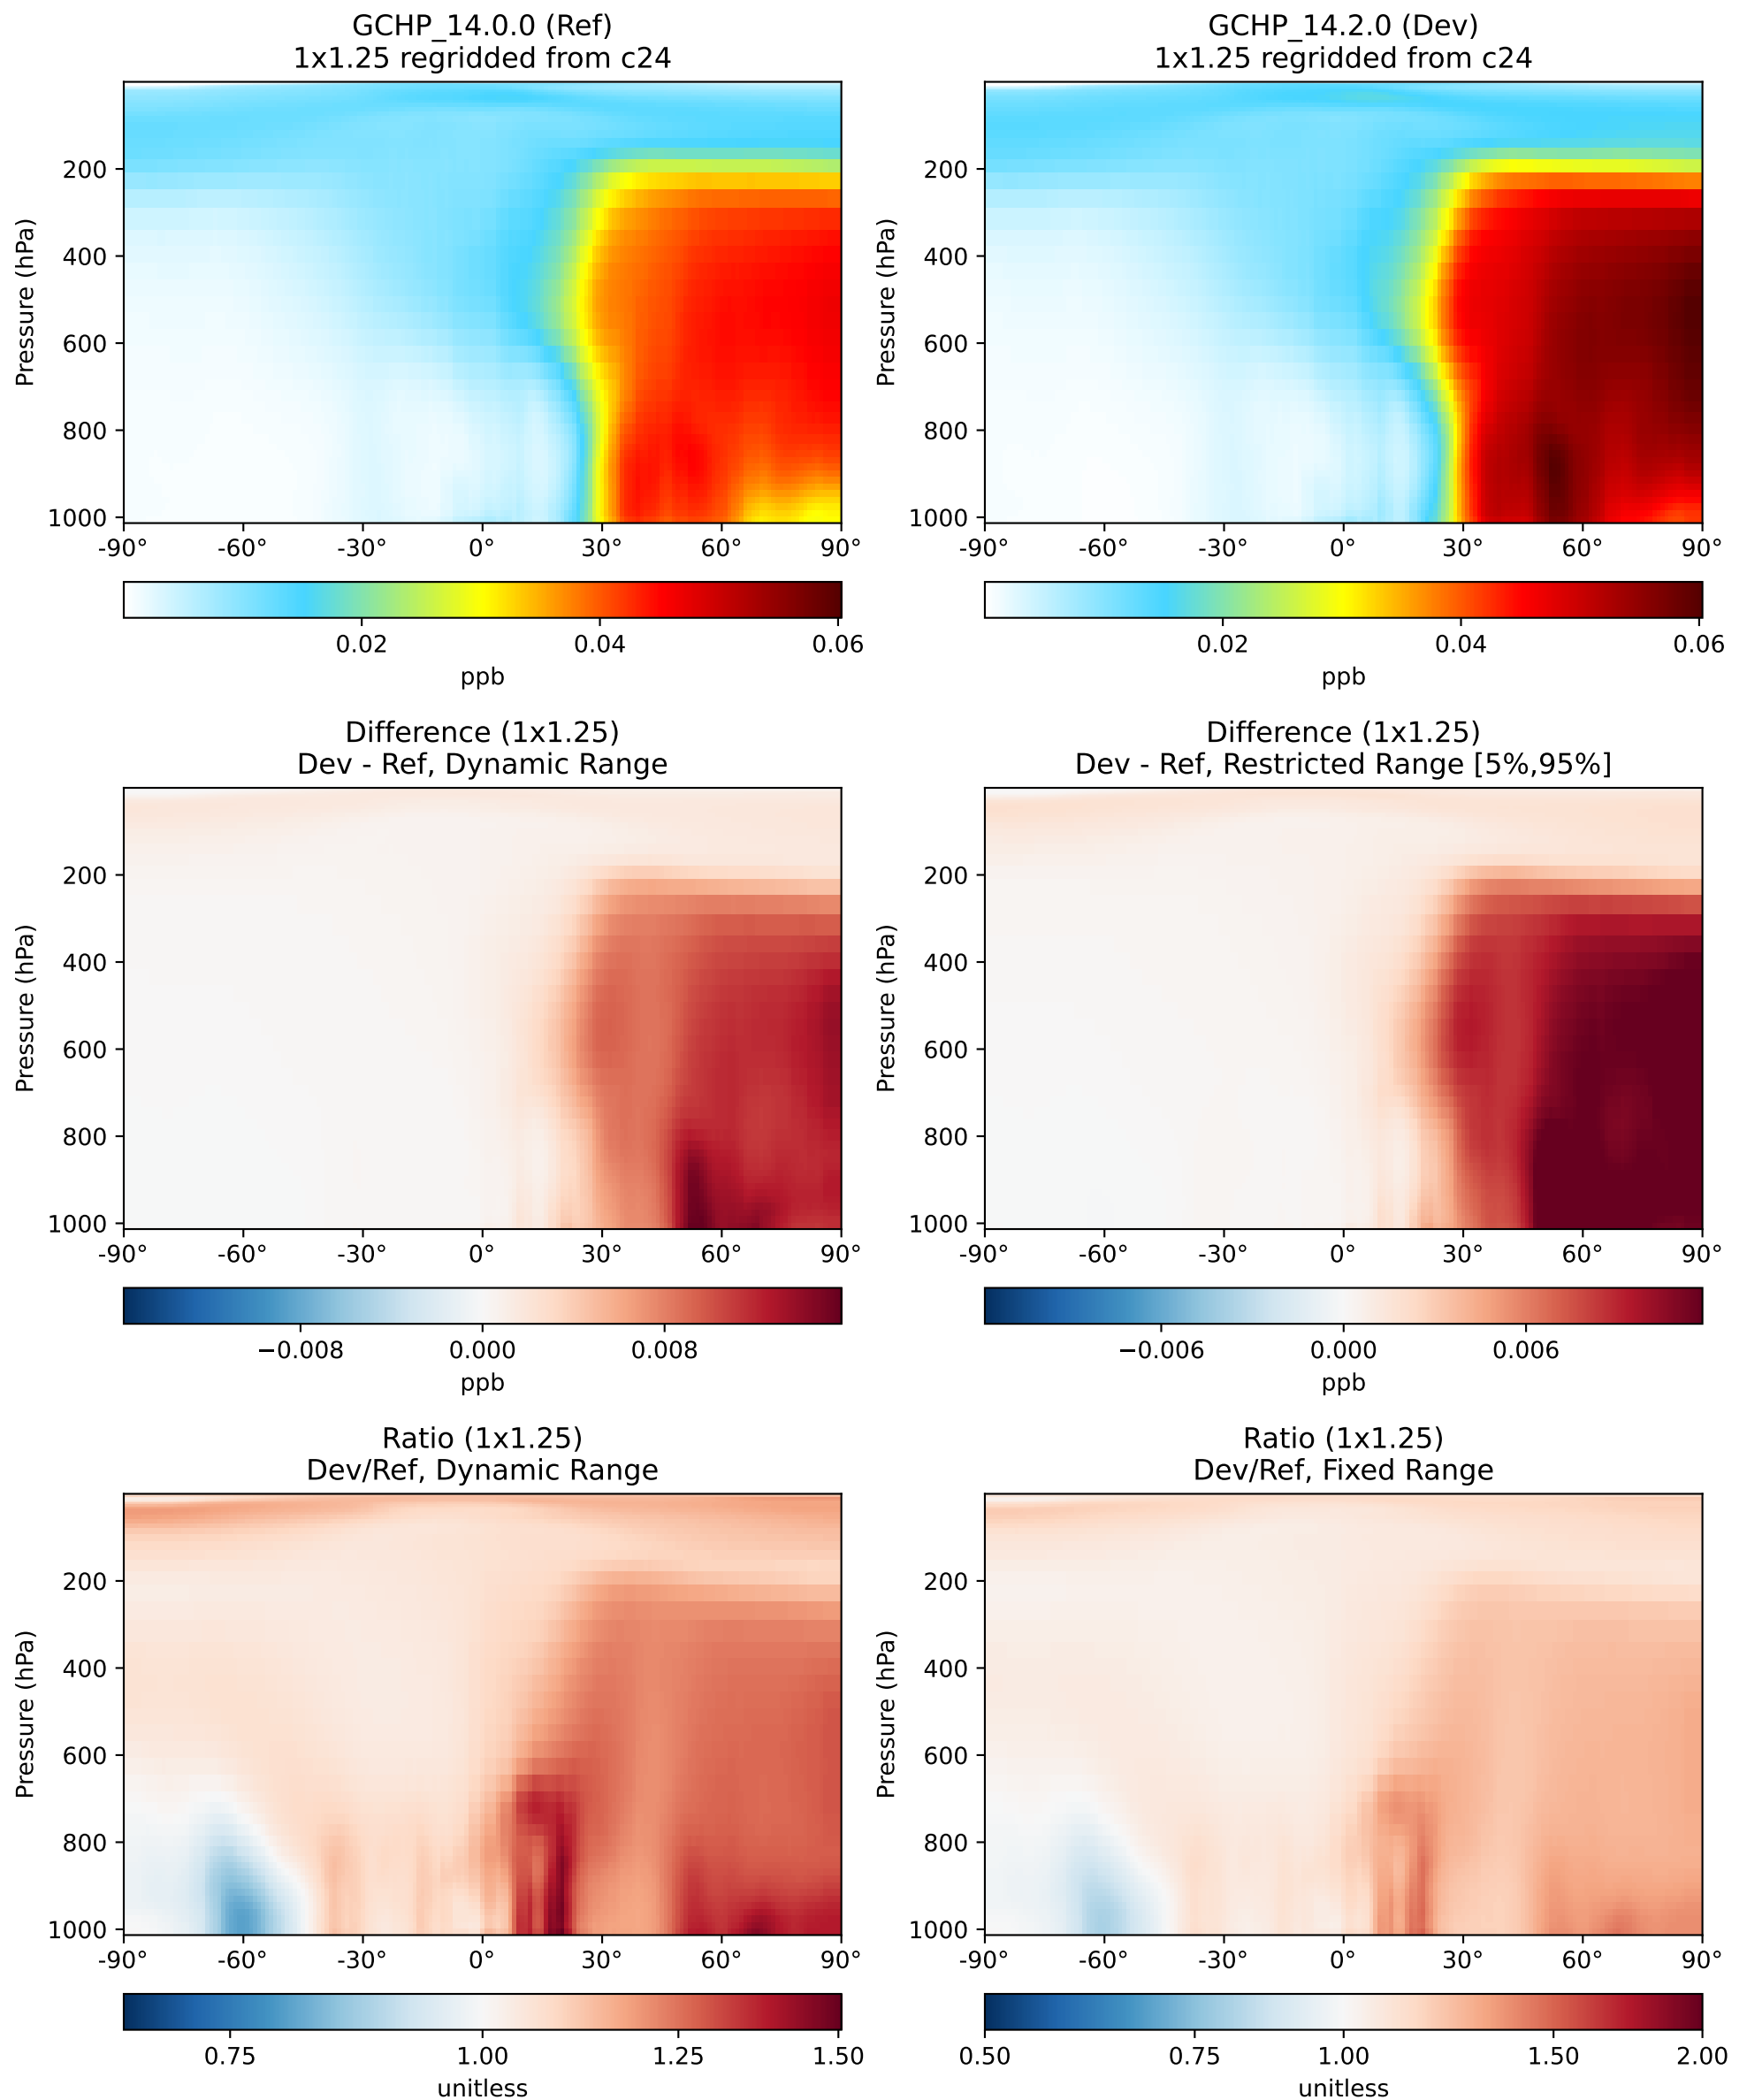 GCHP_14.0.0 (Ref)
1x1.25 regridded from c24
Pressure (hPa)
200
400
600
800
1000
-90° -60° -30° 0° 30° 60° 90°
0.02 0.04 0.06
ppb
GCHP_14.2.0 (Dev)
1x1.25 regridded from c24
Pressure (hPa)
200
400
600
800
1000
-90° -60° -30° 0° 30° 60° 90°
0.02 0.04 0.06
ppb
Difference (1x1.25)
Dev - Ref, Dynamic Range
Pressure (hPa)
200
400
600
800
1000
-90° -60° -30° 0° 30° 60° 90°
−0.008 0.000 0.008
ppb
Difference (1x1.25)
Dev - Ref, Restricted Range [5%,95%]
Pressure (hPa)
200
400
600
800
1000
-90° -60° -30° 0° 30° 60° 90°
−0.006 0.000 0.006
ppb
Ratio (1x1.25)
Dev/Ref, Dynamic Range
Pressure (hPa)
200
400
600
800
1000
-90° -60° -30° 0° 30° 60° 90°
0.75 1.00 1.25 1.50
unitless
Ratio (1x1.25)
Dev/Ref, Fixed Range
Pressure (hPa)
200
400
600
800
1000
-90° -60° -30° 0° 30° 60° 90°
0.50 0.75 1.00 1.50 2.00
unitless